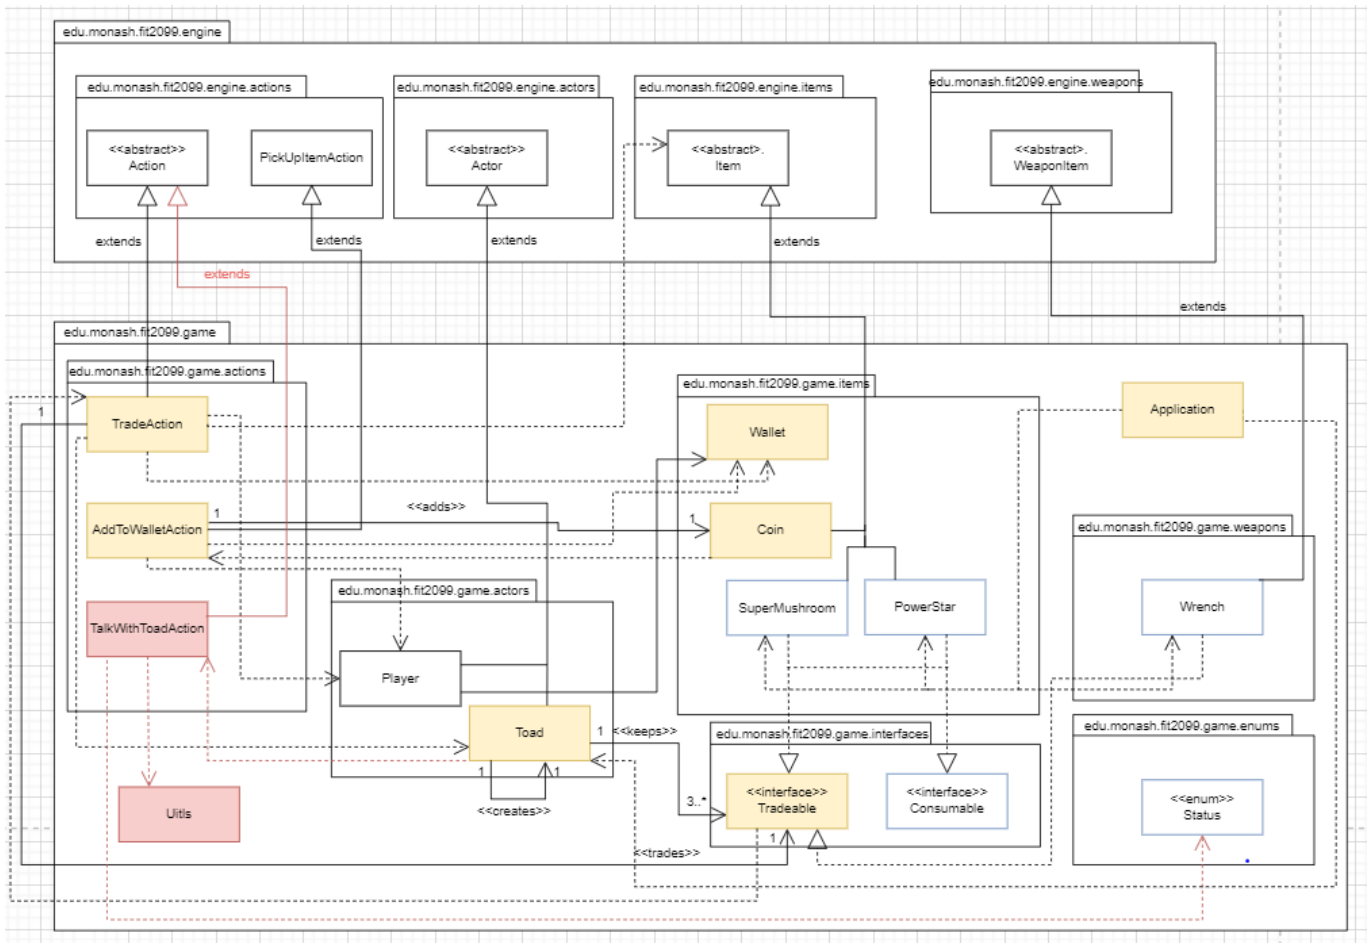 edu.monash.fit2099.engine
edu.monash.fit2099.engine.actions
edu.monash.fit2099.engine.actors
edu.monash.fit2099.engine.items
edu.monash.fit2099.engine.weapons
<<abstract>>
Action
PickUpItemAction
<<abstract>>
Actor
<<abstract>.
Item
<<abstract>.
WeaponItem
extends
extends
extends
extends
extends
extends
edu.monash.fit2099.game
edu.monash.fit2099.game.actions
edu.monash.fit2099.game.items
1
TradeAction
Wallet
Application
<<adds>>
1
1
AddToWalletAction
Coin
edu.monash.fit2099.game.weapons
edu.monash.fit2099.game.actors
SuperMushroom
PowerStar
Wrench
TalkWithToadAction
Player
Toad
1
<<keeps>>
edu.monash.fit2099.game.interfaces
edu.monash.fit2099.game.enums
1
1
<<creates>>
Uitls
3..*
<<interface>>
Tradeable
<<interface>>
Consumable
<<enum>>
Status
1
<<trades>>